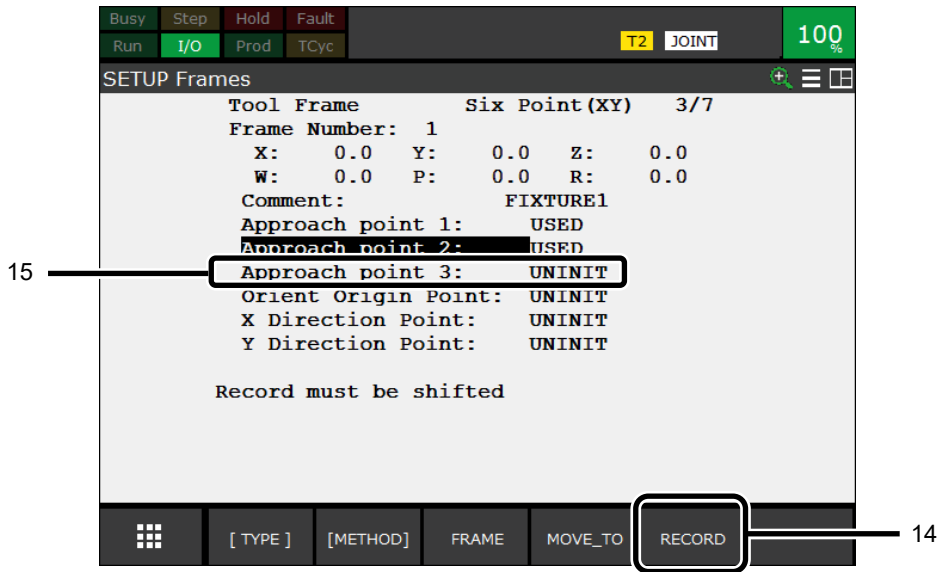 Busy Step Hold Fault
Run I/O Prod TCyc T2 JOINT 100%
SETUP Frames
Tool Frame Six Point(XY) 3/7
Frame Number: 1
X: 0.0 Y: 0.0 Z: 0.0
W: 0.0 P: 0.0 R: 0.0
Comment: FIXTURE1
Approach point 1: USED
Approach point 2: USED
15 Approach point 3: UNINIT
Orient Origin Point: UNINIT
X Direction Point: UNINIT
Y Direction Point: UNINIT
Record must be shifted
[ TYPE ] [METHOD] FRAME MOVE_TO RECORD 14